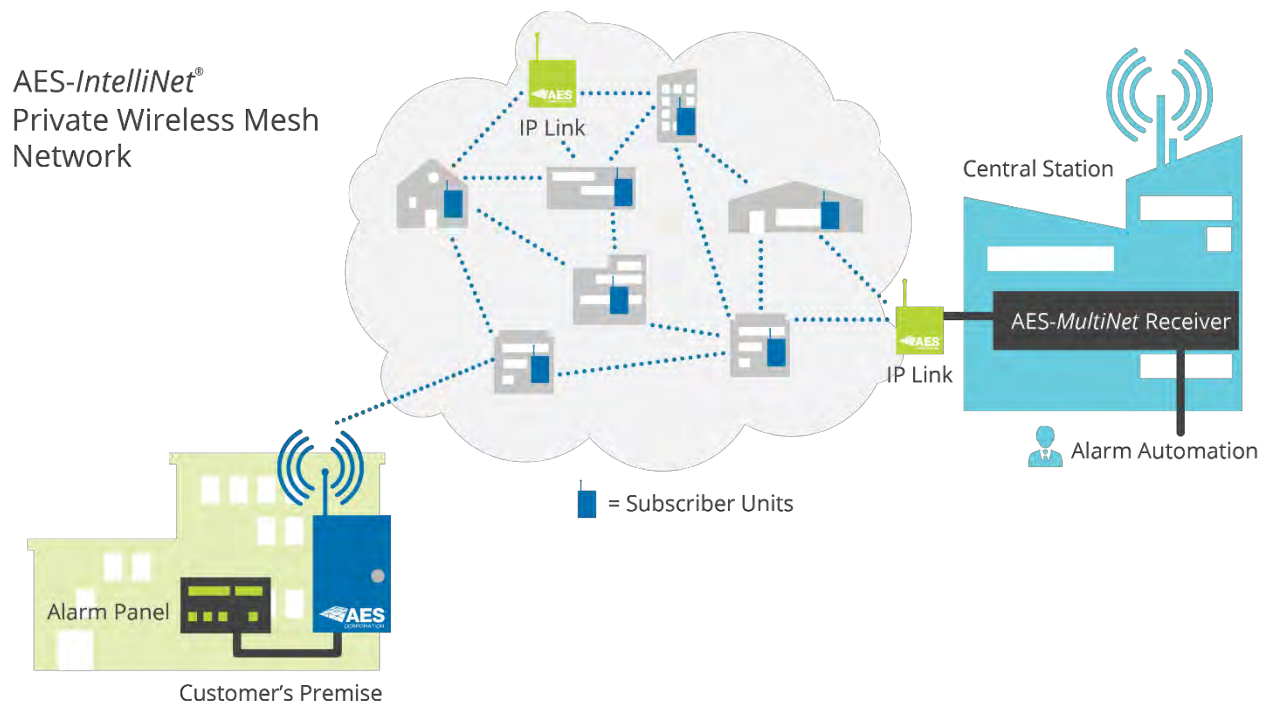 AES-IntelliNet®
Private Wireless Mesh
Network
AES
IP Link
Central Station
AES-MultiNet Receiver
AES
IP Link
Alarm Automation
= Subscriber Units
Alarm Panel
AES
CORPORATION
Customer's Premise